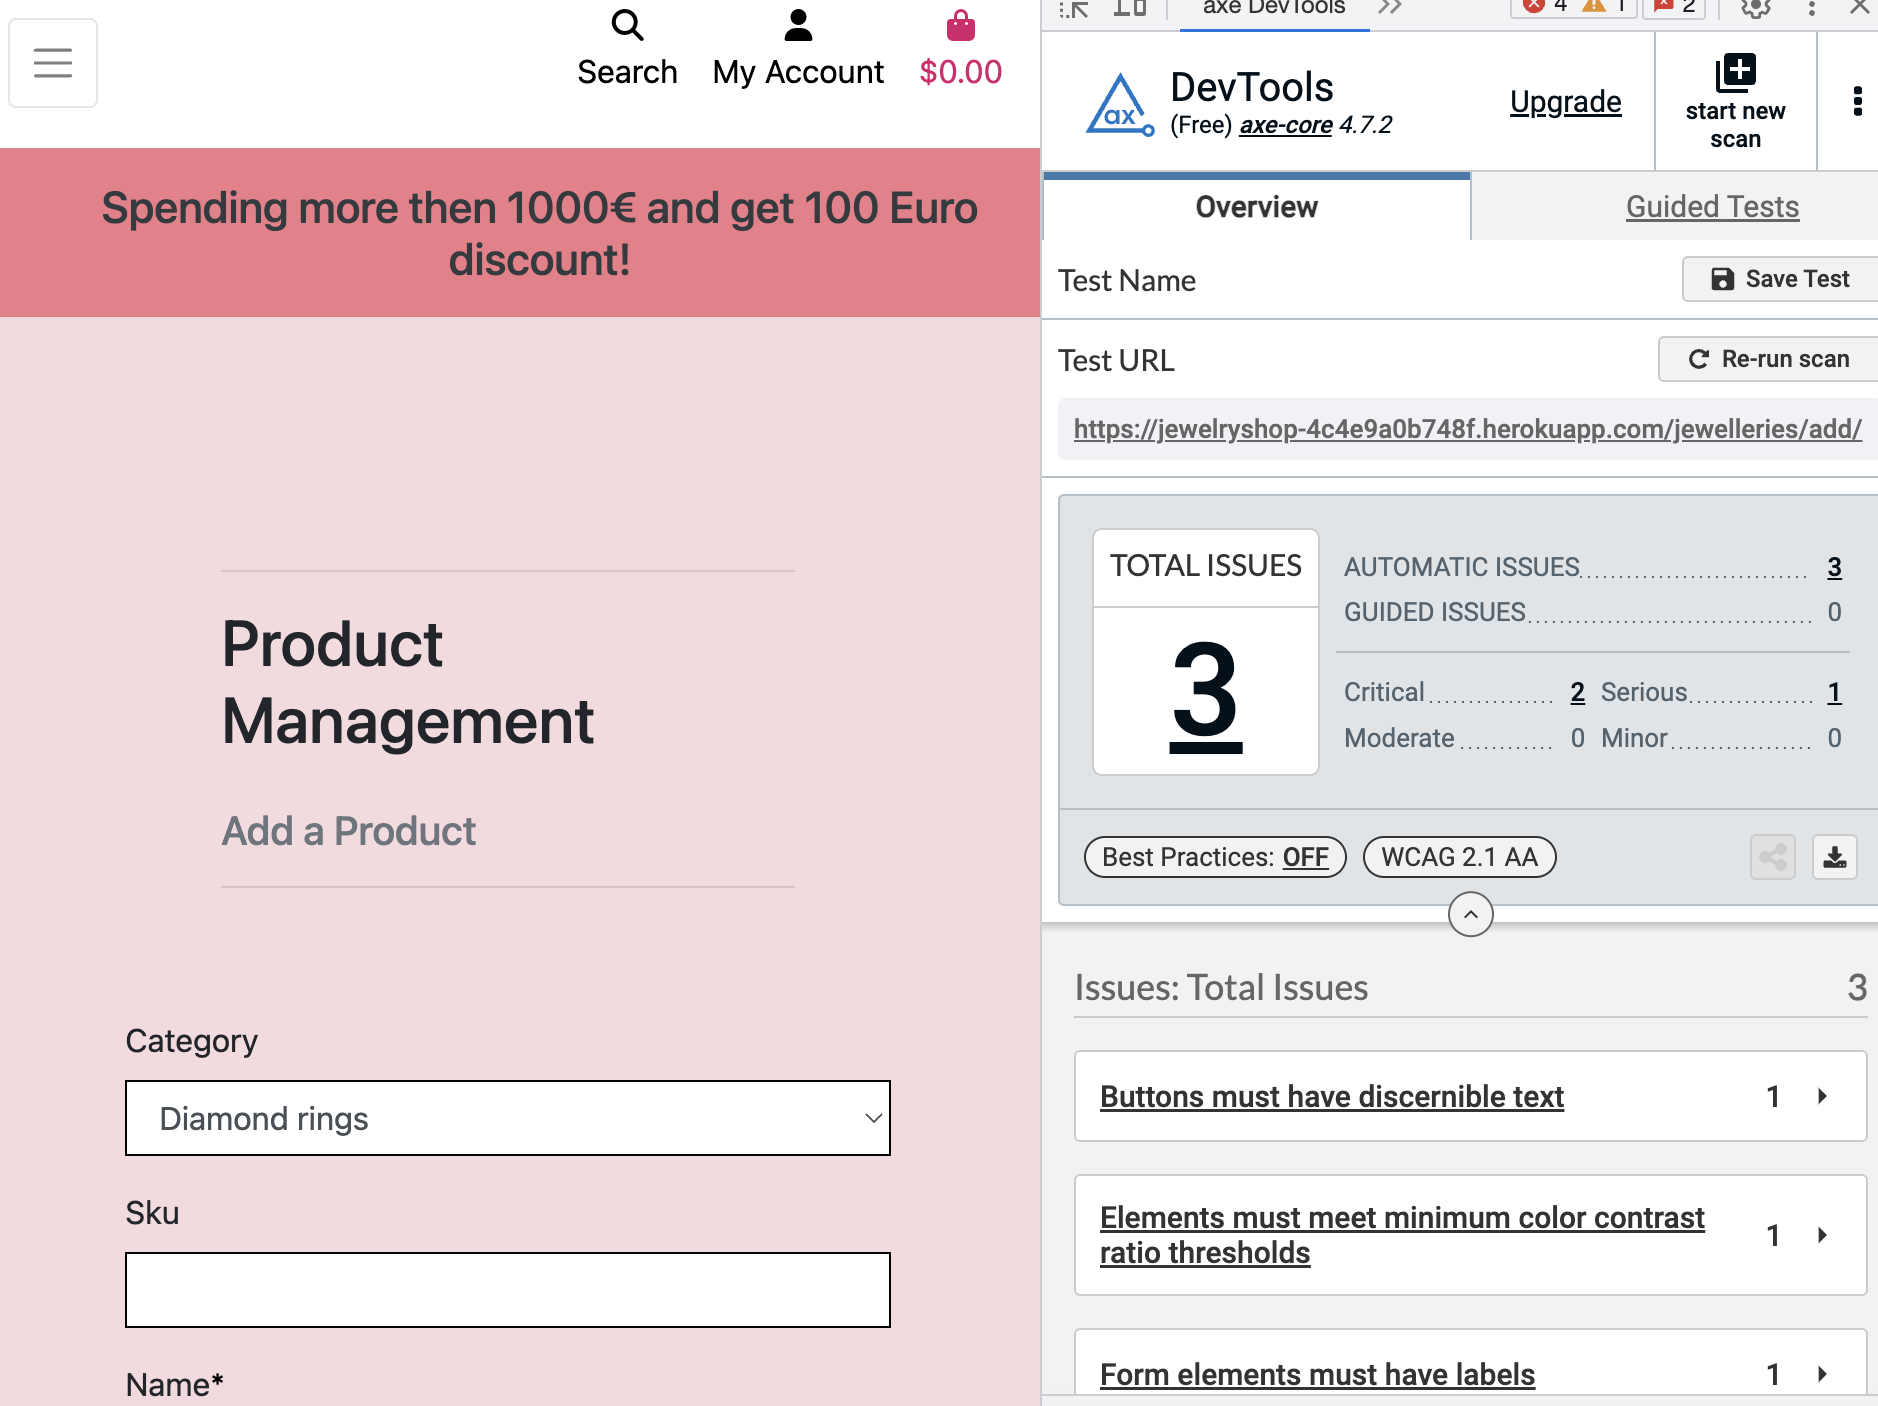 Search
My Account
$0.00
Spending more then 1000€ and get 100 Euro
discount!
Product
Management
Add a Product
Category
Diamond rings
Sku
Name*
axe DevTools
4
1
2
ax
DevTools
(Free) axe-core 4.7.2
Upgrade
start new
scan
Overview
Guided Tests
Test Name
Save Test
Test URL
Re-run scan
https://jewelryshop-4c4e9a0b748f.herokuapp.com/jewelleries/add/
TOTAL ISSUES
3
AUTOMATIC ISSUES 3
GUIDED ISSUES 0
Critical 2 Serious 1
Moderate 0 Minor 0
Best Practices: OFF
WCAG 2.1 AA
Issues: Total Issues 3
Buttons must have discernible text 1
Elements must meet minimum color contrast
ratio thresholds 1
Form elements must have labels 1